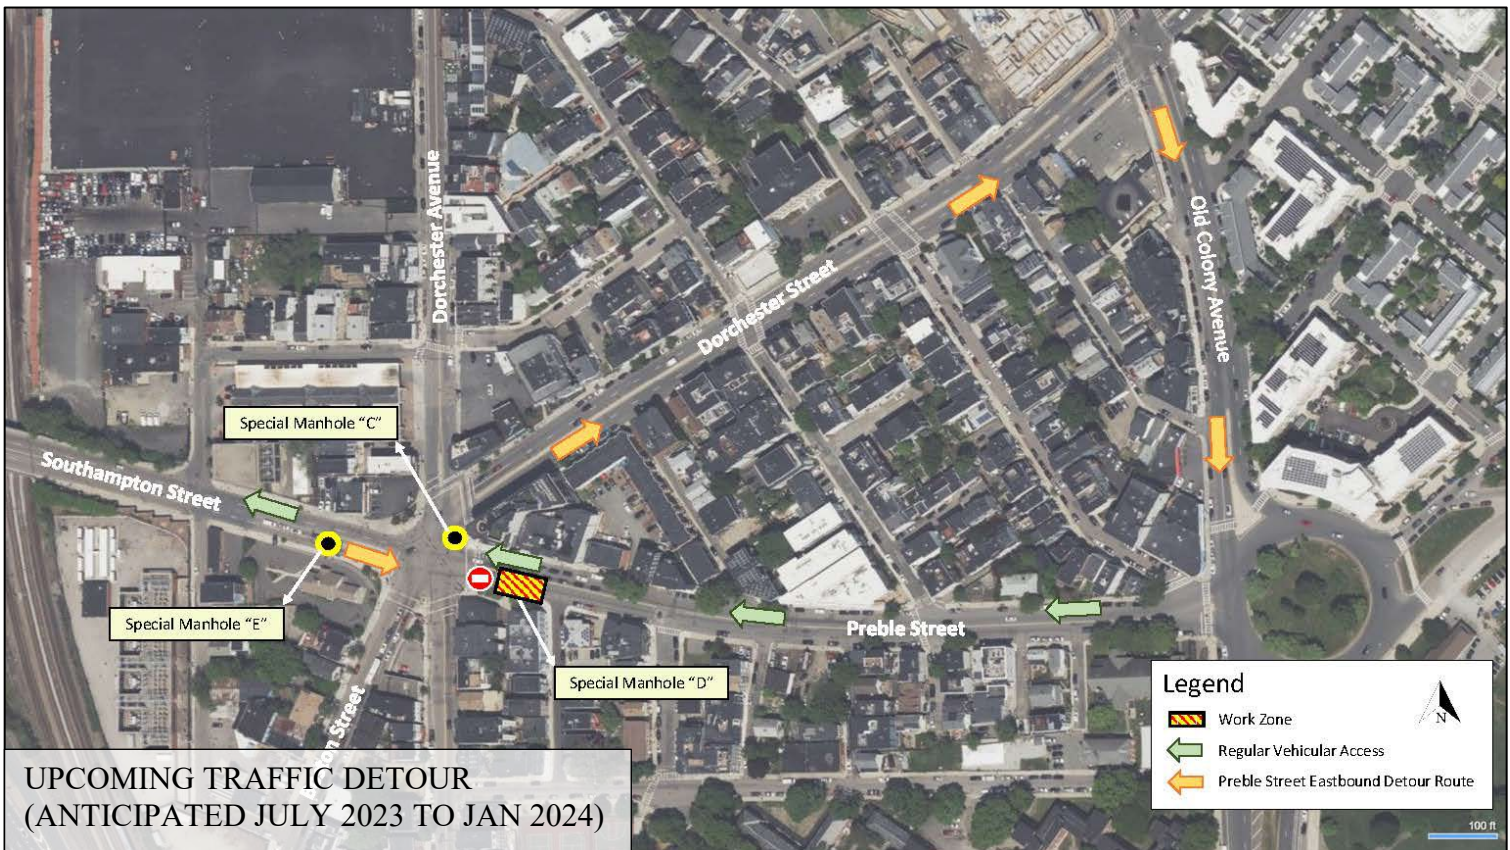 Dorchester Avenue
Dorchester Street
Old Colony Avenue
Special Manhole "C"
Southampton Street
Special Manhole "E"
Preble Street
Special Manhole "D"
Street
Legend
N
Work Zone
Regular Vehicular Access
Preble Street Eastbound Detour Route
100 ft
UPCOMING TRAFFIC DETOUR
(ANTICIPATED JULY 2023 TO JAN 2024)